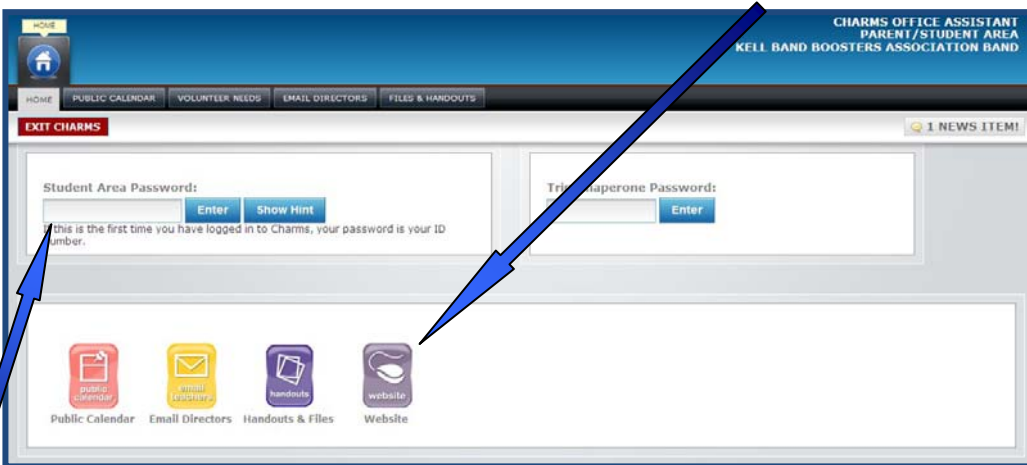 HOME
CHARMS OFFICE ASSISTANT
PARENT/STUDENT AREA
KELL BAND BOOSTERS ASSOCIATION BAND
HOME PUBLIC CALENDAR VOLUNTEER NEEDS EMAIL DIRECTORS FILES & HANDOUTS
EXIT CHARMS 1 NEWS ITEM!
Student Area Password: Password:
Enter Show Hint Enter
this is the first time you have logged in to Charms, your password is your ID
public calendar email teachers handouts website
Public Calendar Email Directors Handouts & Files Website